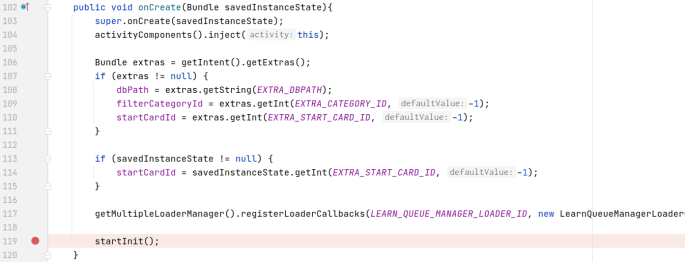 102 public void onCreate(Bundle savedInstanceState){
103 super.onCreate(savedInstanceState);
104 activityComponents().inject( activity: this);
105
106 Bundle extras = getIntent().getExtras();
107 if (extras != null) {
108 dbPath = extras.getString(EXTRA_DBPATH);
109 filterCategoryId = extras.getInt(EXTRA_CATEGORY_ID, defaultValue: -1);
110 startCardId = extras.getInt(EXTRA_START_CARD_ID, defaultValue: -1);
111 }
112
113 if (savedInstanceState != null) {
114 startCardId = savedInstanceState.getInt(EXTRA_START_CARD_ID, defaultValue: -1);
115 }
116
117 getMultipleLoaderManager().registerLoaderCallbacks(LEARN_QUEUE_MANAGER_LOADER_ID, new LearnQueueManagerLoader
118
119 startInit();
120 }